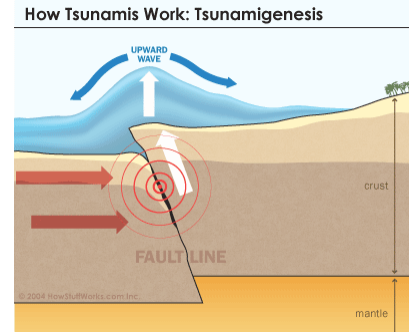 How Tsunamis Work: Tsunamigenesis
UPWARD
WAVE
crust
FAULT LINE
© 2004 HowStuffWorks.com Inc.
mantle